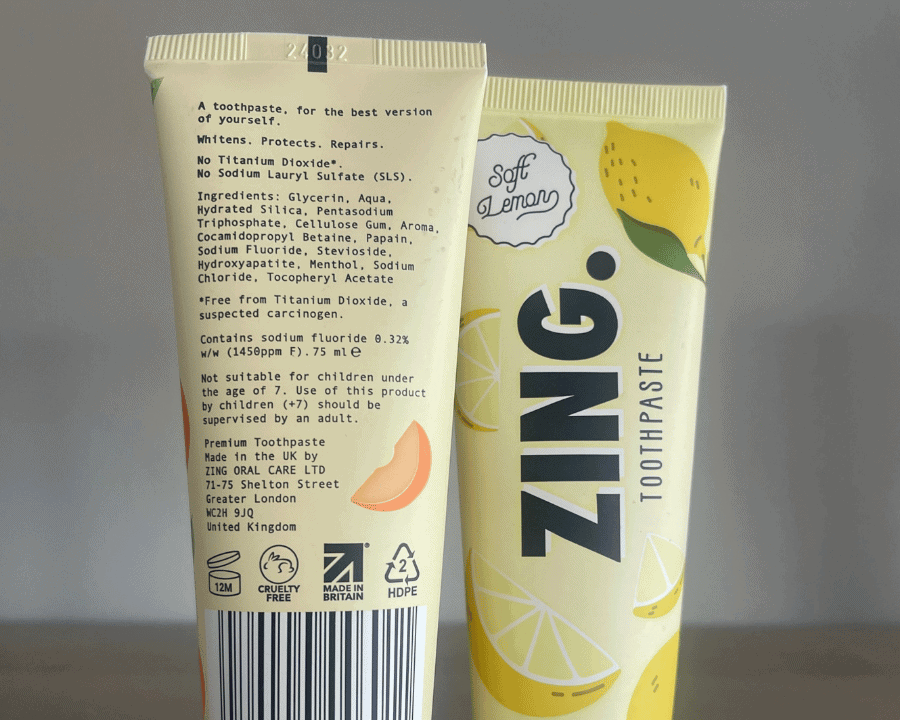 24032
A toothpaste, for the best version
of yourself.
Whitens. Protects. Repairs.
No Titanium Dioxide*.
No Sodium Lauryl Sulfate (SLS).
Ingredients: Glycerin, Aqua,
Hydrated Silica, Pentasodium
Triphosphate, Cellulose Gum, Aroma,
Cocamidopropyl Betaine, Papain,
Sodium Fluoride, Stevioside,
Hydroxyapatite, Menthol, Sodium
Chloride, Tocopheryl Acetate
*Free from Titanium Dioxide, a
suspected carcinogen.
Contains sodium fluoride 0.32%
w/w (1450ppm F). 75 ml ℮
Not suitable for children under
the age of 7. Use of this product
by children (+7) should be
supervised by an adult.
Premium Toothpaste
Made in the UK by
ZING ORAL CARE LTD
71-75 Shelton Street
Greater London
WC2H 9JQ
United Kingdom
12M
CRUELTY
FREE
MADE IN
BRITAIN
®
2
HDPE
Soft
Lemon
ZING.
TOOTHPASTE